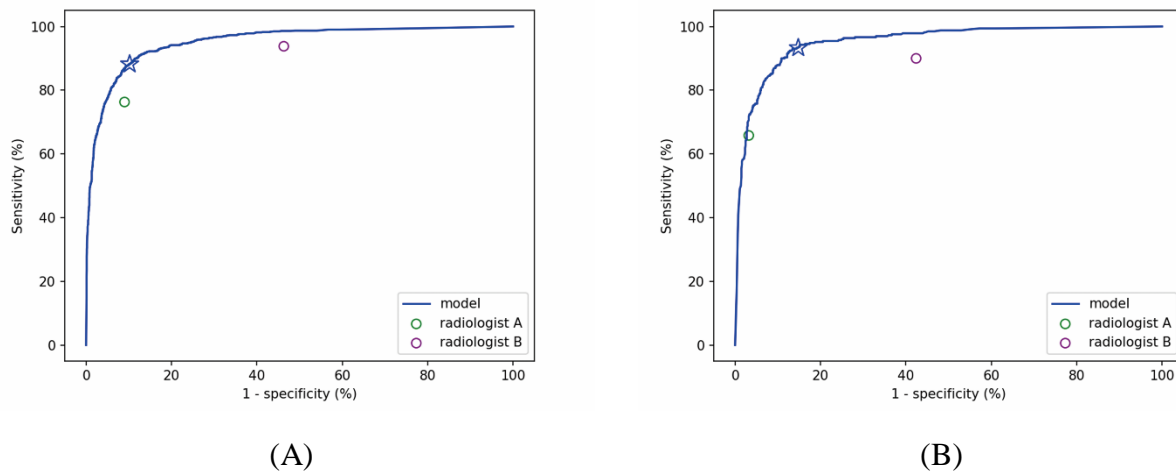 100
80
60
40
20
0
Sensitivity (%)
0 20 40 60 80 100
1 - specificity (%)
model
radiologist A
radiologist B
(A)
100
80
60
40
20
0
Sensitivity (%)
0 20 40 60 80 100
1 - specificity (%)
model
radiologist A
radiologist B
(B)